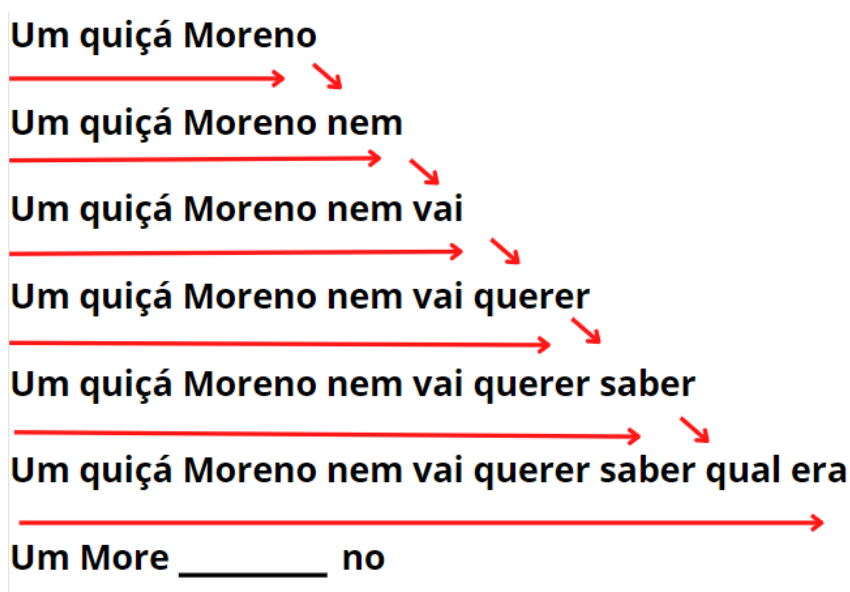 Um quiçá Moreno
Um quiçá Moreno nem
Um quiçá Moreno nem vai
Um quiçá Moreno nem vai querer
Um quiçá Moreno nem vai querer saber
Um quiçá Moreno nem vai querer saber qual era
Um More ________ no